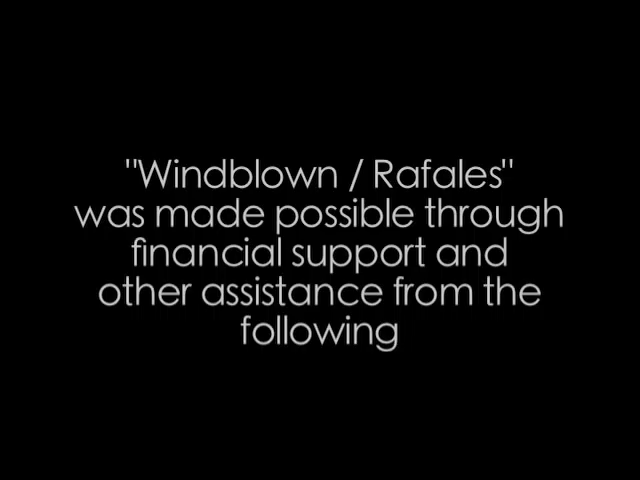 "Windblown / Rafales"
was made possible through
financial support and
other assistance from the
following